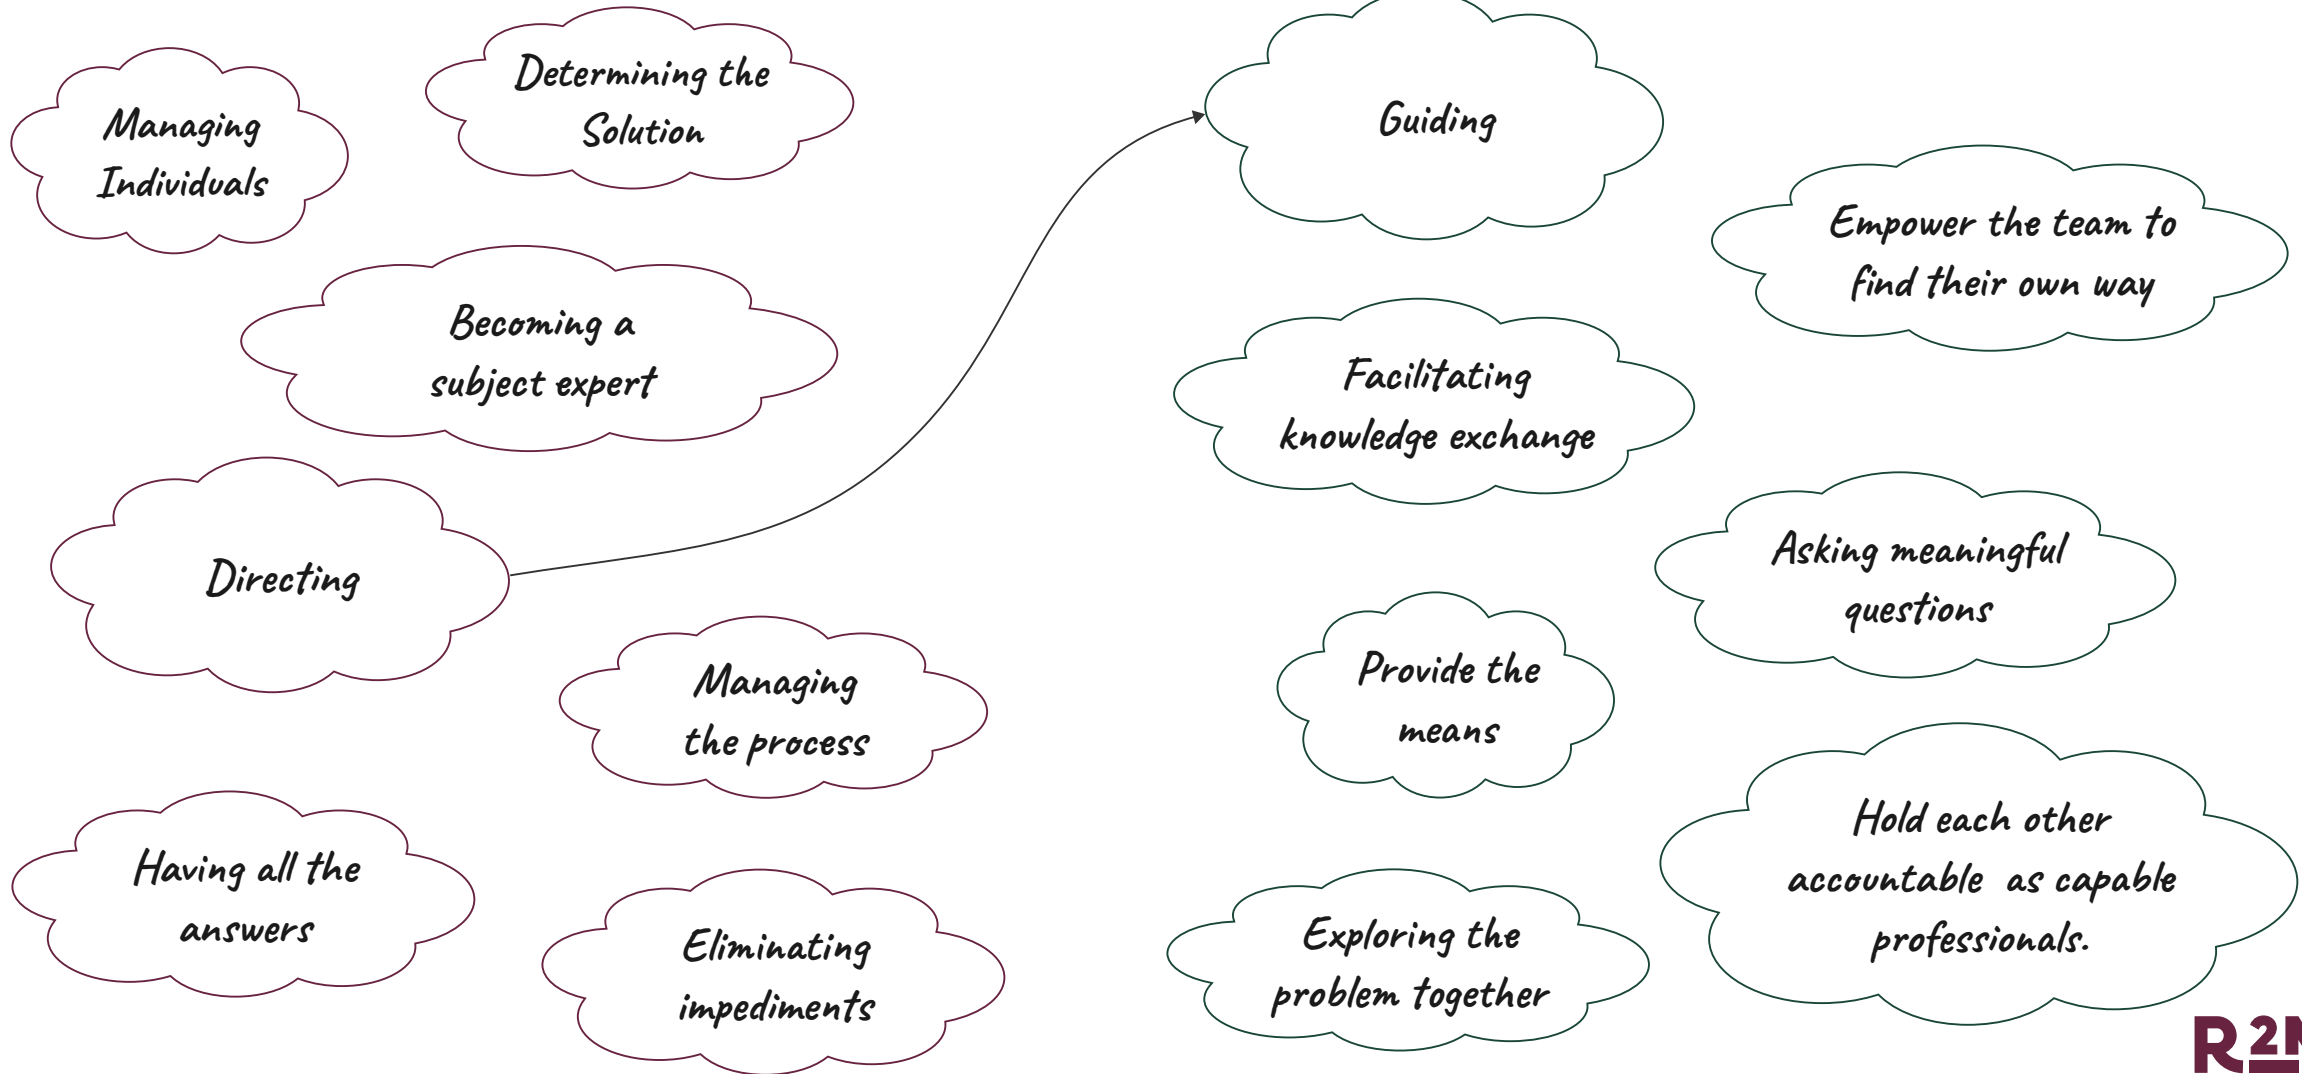 Managing
Individuals
Determining the
Solution
Becoming a
subject expert
Directing
Managing
the process
Having all the
answers
Eliminating
impediments
Guiding
Empower the team to
find their own way
Facilitating
knowledge exchange
Asking meaningful
questions
Provide the
means
Hold each other
accountable  as capable
professionals.
Exploring the
problem together